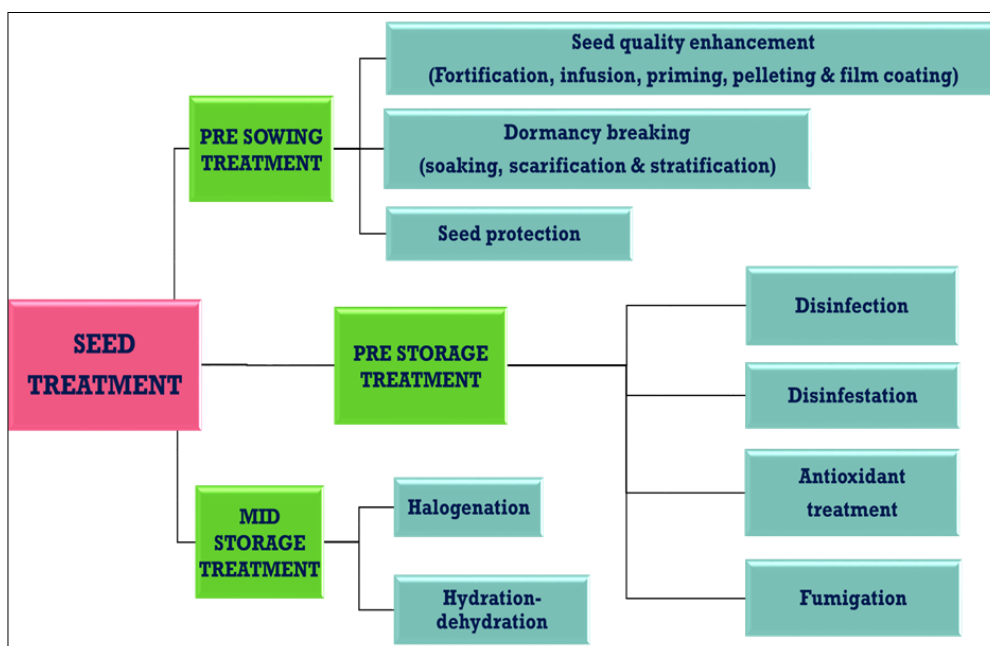 SEED
TREATMENT
PRE SOWING
TREATMENT
Seed quality enhancement
(Fortification, infusion, priming, pelleting & film coating)
Dormancy breaking
(soaking, scarification & stratification)
Seed protection
PRE STORAGE
TREATMENT
Disinfection
Disinfestation
Antioxidant
treatment
Fumigation
MID
STORAGE
TREATMENT
Halogenation
Hydration-
dehydration